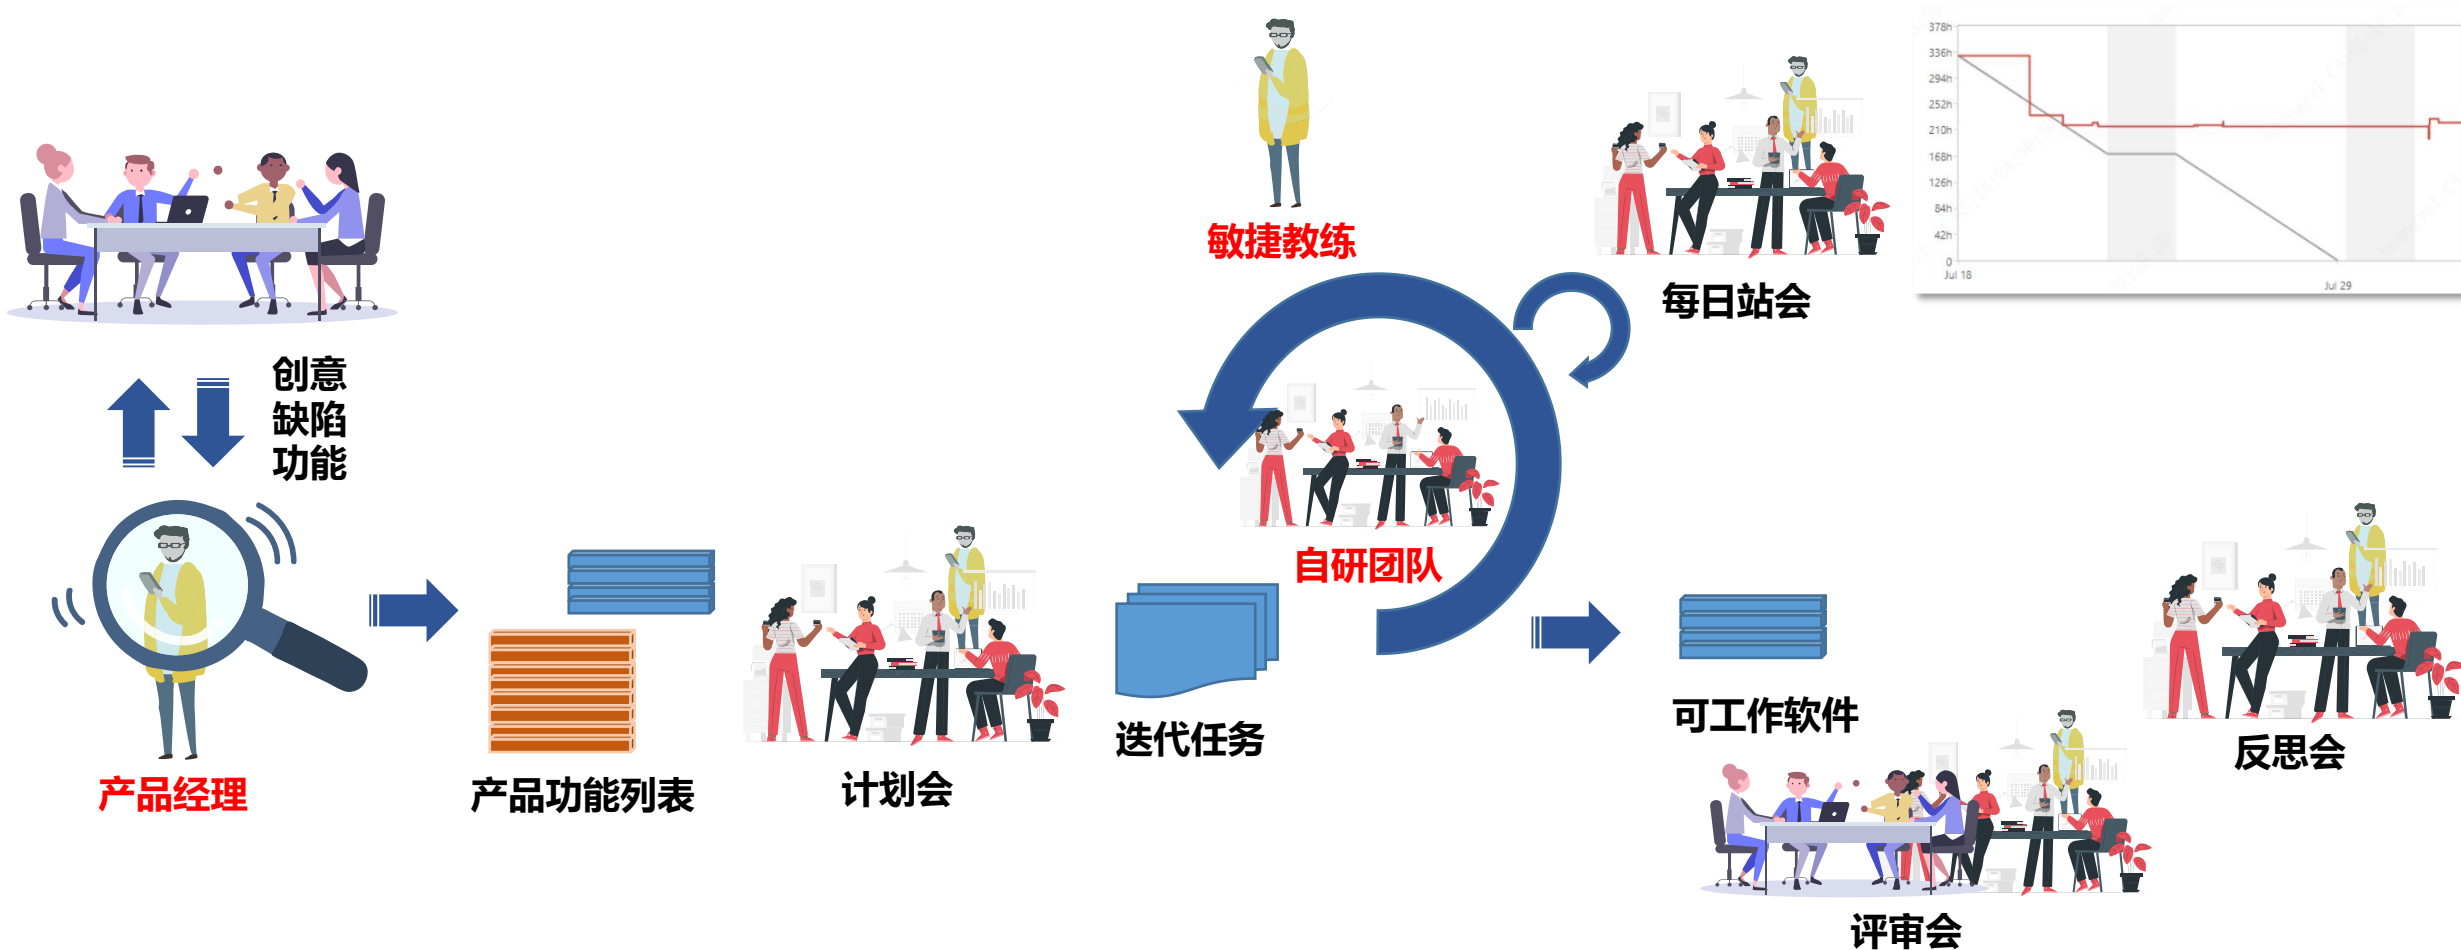 敏捷教练
每日站会
378h
336h
294h
252h
210h
168h
126h
84h
42h
0
Jul 18
Jul 29
创意
缺陷
功能
产品经理
产品功能列表
计划会
迭代任务
自研团队
可工作软件
反思会
评审会